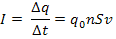 I = Δq/Δt = q₀nSv